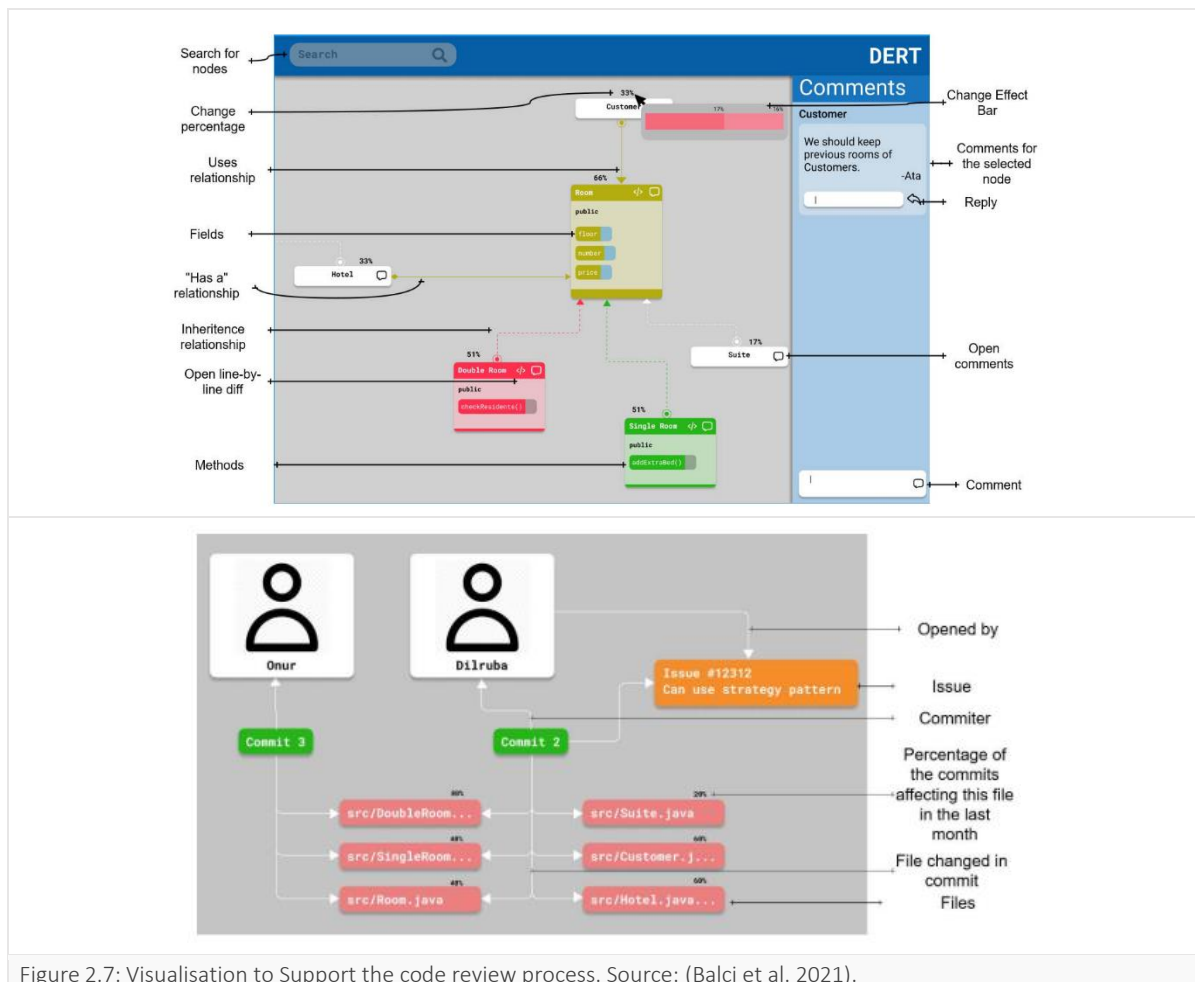 Search for
nodes
Search
DERT
Comments
Change
percentage
33%
Customer
17%
16%
Change Effect
Bar
Customer
We should keep
previous rooms of
Customers.
-Ata
Comments for
the selected
node
Reply
Uses
relationship
66%
Room
</>
public
floor
number
price
Fields
"Has a"
relationship
33%
Hotel
Inheritence
relationship
17%
Suite
Open
comments
Open line-by-
line diff
51%
Double Room </>
public
checkResidents()
51%
Single Room </>
public
addExtraBed()
Methods
Comment
Onur
Dilruba
Opened by
Issue #12312
Can use strategy pattern
Issue
Commiter
Commit 3
Commit 2
Percentage of
the commits
affecting this file
in the last
month
src/DoubleRoom...
20%
src/Suite.java
src/SingleRoom...
60%
src/Customer.j...
40%
src/Room.java
60%
src/Hotel.java...
File changed in
commit
Files
Figure 2.7: Visualisation to Support the code review process. Source: (Balci et al. 2021).